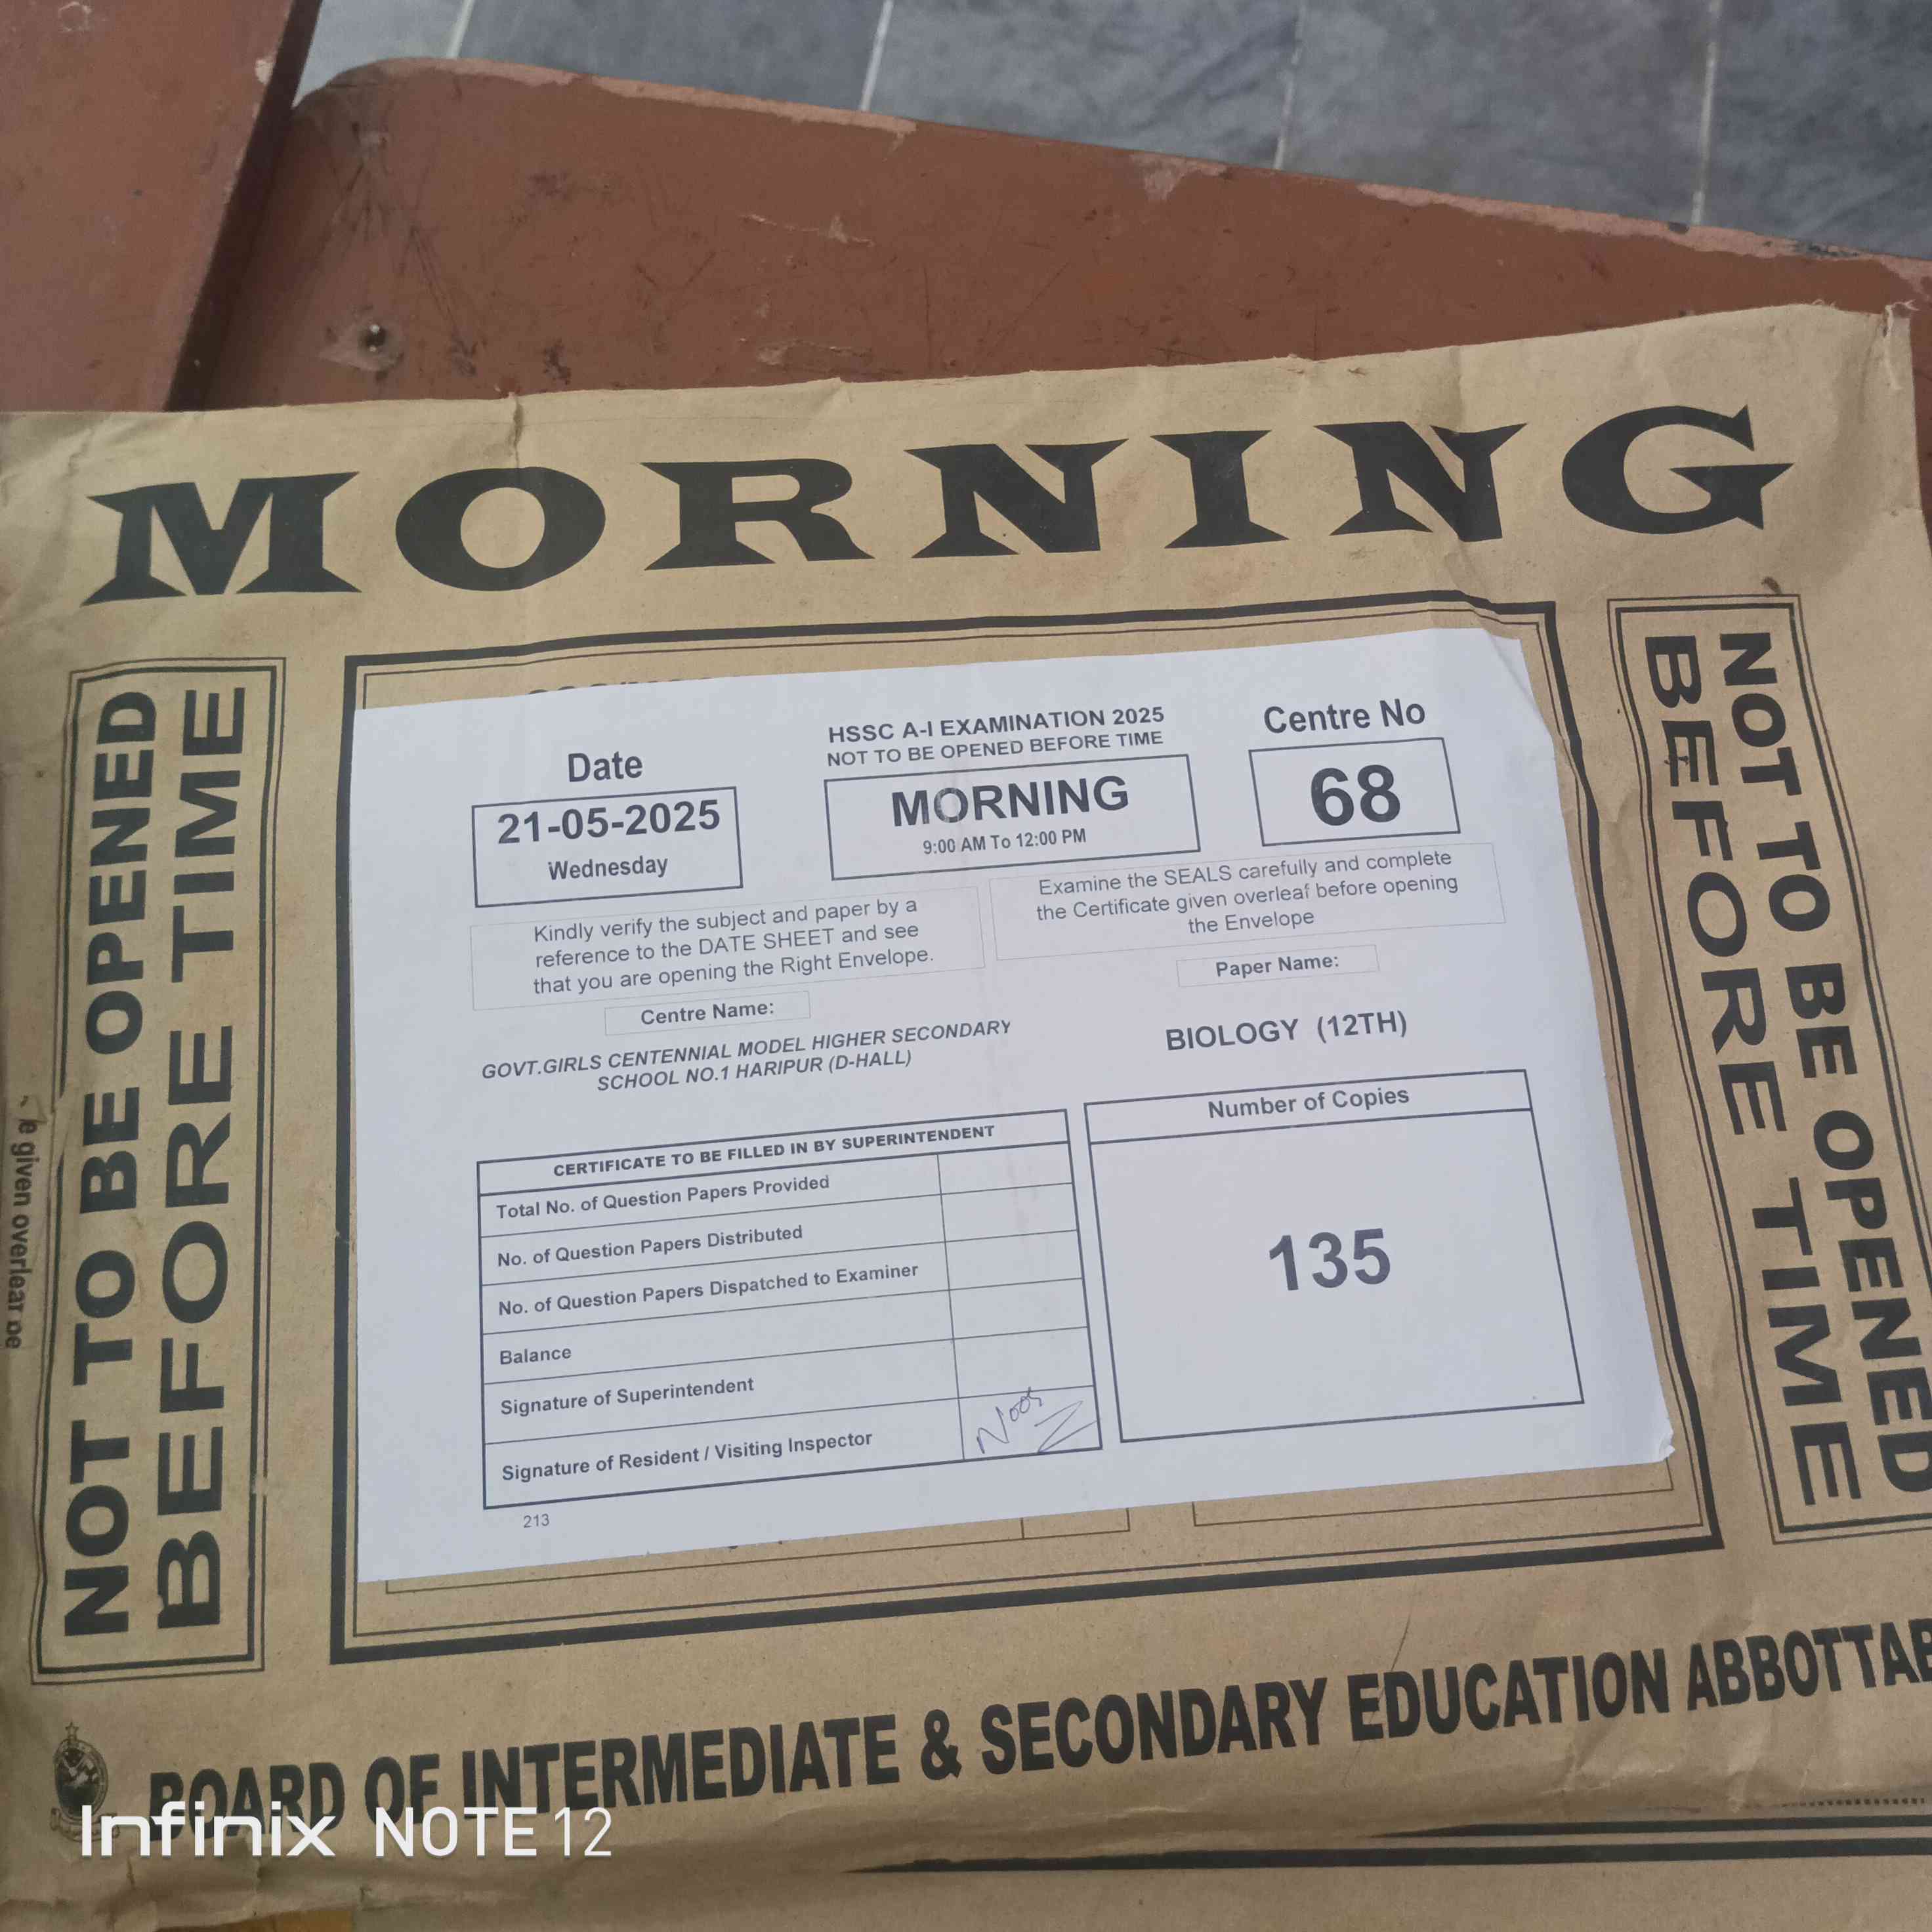 MORNING
NOT TO BE OPENED
BEFORE TIME
NOT TO BE OPENED
BEFORE TIME
given overleaf be
HSSC A-I EXAMINATION 2025
NOT TO BE OPENED BEFORE TIME
Date
21-05-2025
Wednesday
MORNING
9:00 AM To 12:00 PM
Centre No
68
Kindly verify the subject and paper by a
reference to the DATE SHEET and see
that you are opening the Right Envelope.
Examine the SEALS carefully and complete
the Certificate given overleaf before opening
the Envelope
Centre Name:
GOVT.GIRLS CENTENNIAL MODEL HIGHER SECONDARY
SCHOOL NO.1 HARIPUR (D-HALL)
Paper Name:
BIOLOGY (12TH)
CERTIFICATE TO BE FILLED IN BY SUPERINTENDENT
Total No. of Question Papers Provided
No. of Question Papers Distributed
No. of Question Papers Dispatched to Examiner
Balance
Signature of Superintendent
Signature of Resident / Visiting Inspector
Number of Copies
135
213
BOARD OF INTERMEDIATE & SECONDARY EDUCATION ABBOTTAB
Infinix NOTE 12